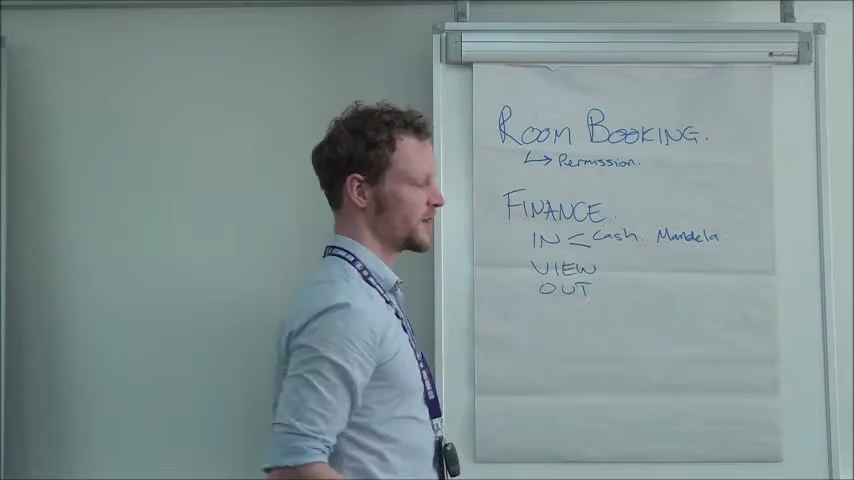 ROOM BOOKING.
↳ Permission.
FINANCE.
IN - Cash. Mandela.
VIEW
OUT